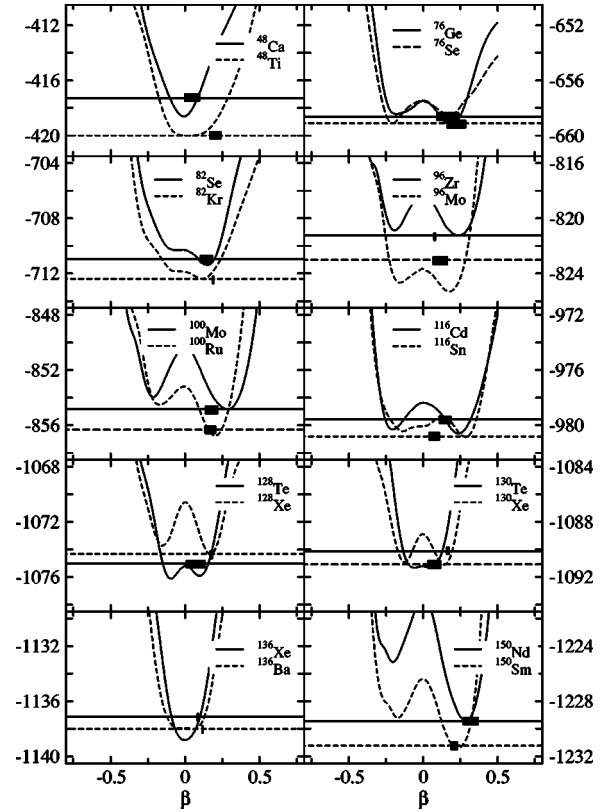 -410
-417
-420
⁴⁸Ca
⁴⁸Ti
⁷⁶Ge
⁷⁶Se
-652
-658
-660
-704
-708
-712
⁸²Se
⁸²Kr
⁹⁶Zr
⁹⁶Mo
-816
-820
-824
-848
-852
-856
¹⁰⁰Mo
¹⁰⁰Ru
¹¹⁶Cd
¹¹⁶Sn
-972
-976
-980
-1068
-1072
-1076
¹²⁸Te
¹²⁸Xe
¹³⁰Te
¹³⁰Xe
-1084
-1088
-1092
-1132
-1136
-1140
¹³⁶Xe
¹³⁶Ba
¹⁵⁰Nd
¹⁵⁰Sm
-1224
-1228
-1232
-0.5 0 0.5 -0.5 0 0.5
β β